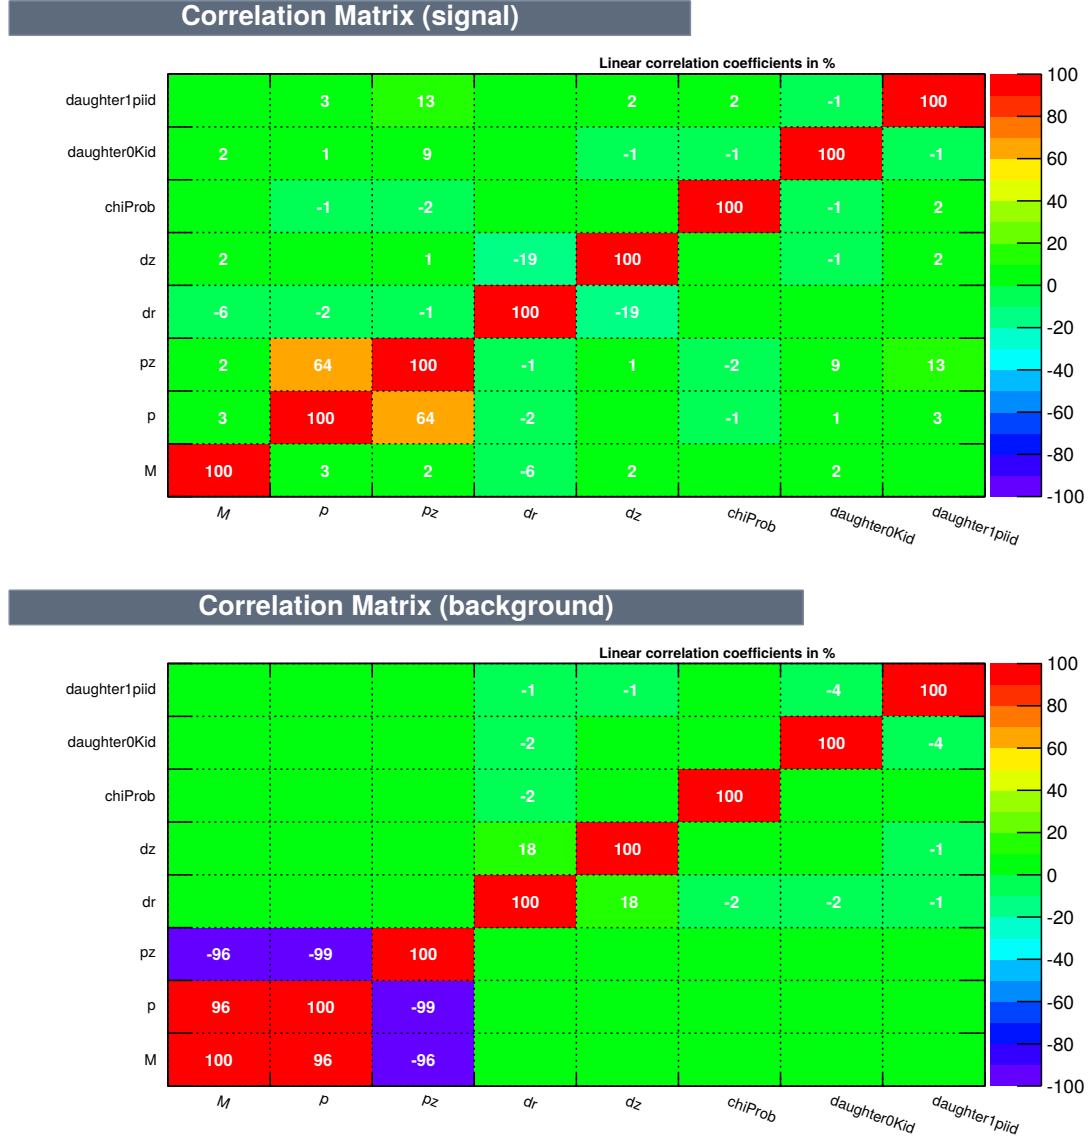 Correlation Matrix (signal)
Linear correlation coefficients in %
daughter1piid 3 13 2 2 -1 100 100
daughter0Kid 2 1 9 -1 -1 100 -1 80
60
chiProb -1 -2 100 -1 2 40
dz 2 1 -19 100 -1 2 20
0
dr -6 -2 -1 100 -19 -20
pz 2 64 100 -1 1 -2 9 13 -40
p 3 100 64 -2 -1 1 3 -60
M 100 3 2 -6 2 2 -80
-100
M p pz dr dz chiProb daughter0Kid daughter1piid
Correlation Matrix (background)
Linear correlation coefficients in %
daughter1piid -1 -1 -4 100 100
daughter0Kid -2 100 -4 80
60
chiProb -2 100 40
dz 18 100 -1 20
0
dr 100 18 -2 -2 -1 -20
pz -96 -99 100 -40
p 96 100 -99 -60
M 100 96 -96 -80
-100
M p pz dr dz chiProb daughter0Kid daughter1piid